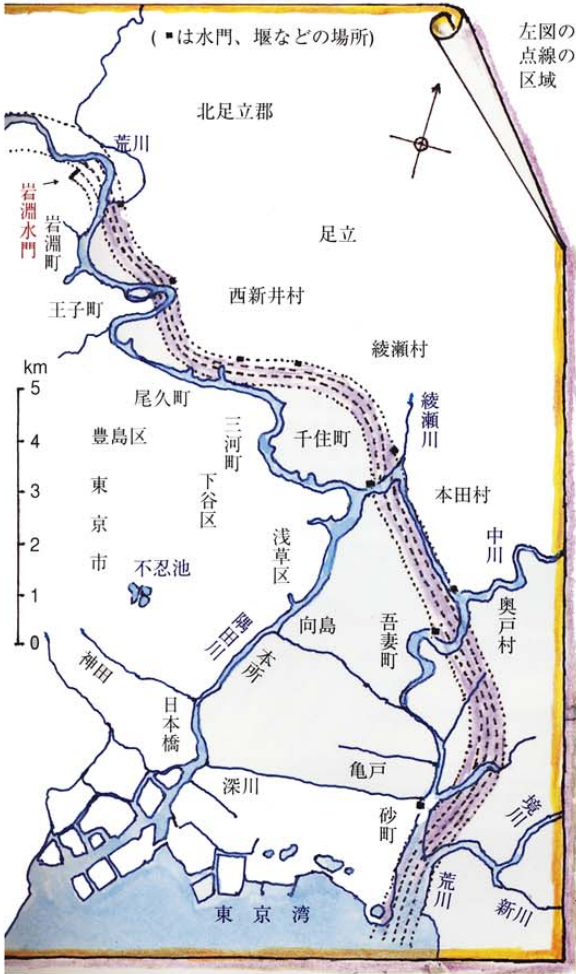 (■は水門、堰などの場所)
左図の
点線の
区域
北足立郡
荒川
岩淵水門
岩淵町
足立
西新井村
王子町
綾瀬村
km
5
4
3
2
1
0
尾久町
綾瀬川
豊島区
三河町
千住町
下谷区
本田村
東京市
中川
浅草区
不忍池
奥戸村
向島
吾妻町
隅田川
本所
神田
日本橋
亀戸
深川
砂町
境川
荒川
新川
東京湾